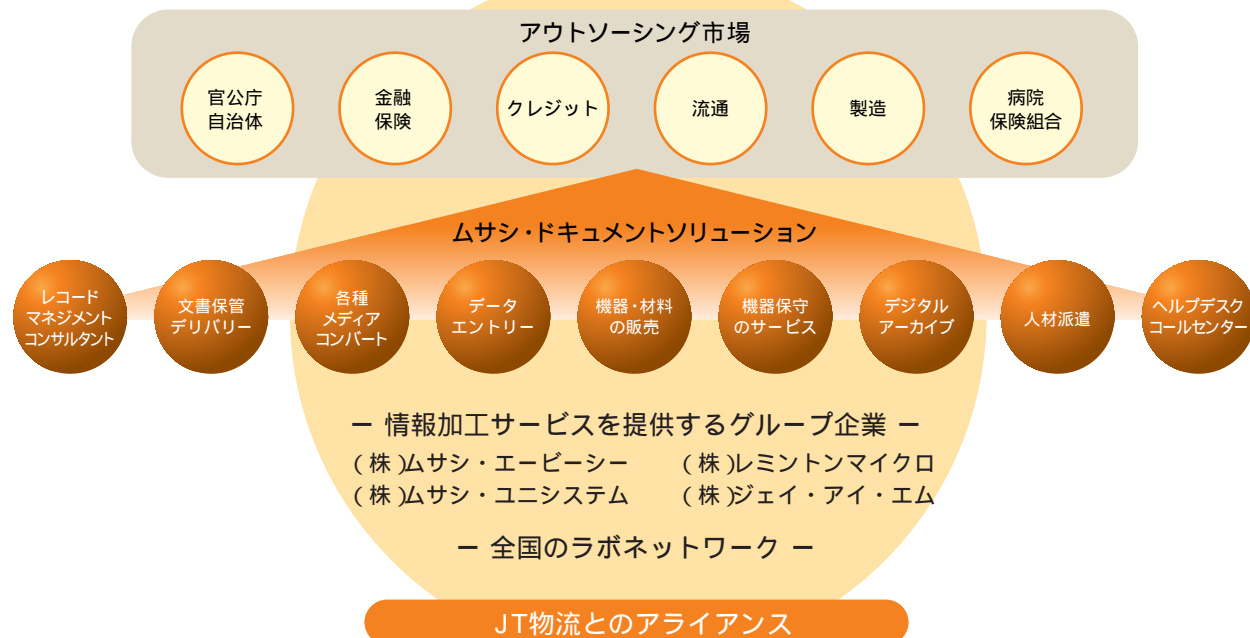 アウトソーシング市場
官公庁
自治体
金融
保険
クレジット
流通
製造
病院
保険組合
ムサシ・ドキュメントソリューション
レコード
マネジメント
コンサルタント
文書保管
デリバリー
各種
メディア
コンバート
データ
エントリー
機器・材料
の販売
機器保守
のサービス
デジタル
アーカイブ
人材派遣
ヘルプデスク
コールセンター
－ 情報加工サービスを提供するグループ企業 －
(株)ムサシ・エービーシー (株)レミントンマイクロ
(株)ムサシ・ユニシステム (株)ジェイ・アイ・エム
－ 全国のラボネットワーク －
JT物流とのアライアンス